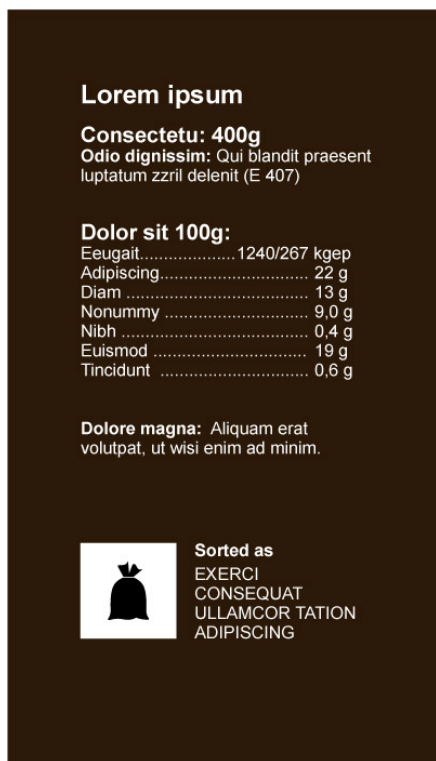 Lorem ipsum
Consectetu: 400g
Odio dignissim: Qui blandit praesent
luptatum zzril delenit (E 407)
Dolor sit 100g:
Eeugait....................1240/267 kgep
Adipiscing............................... 22 g
Diam ...................................... 13 g
Nonummy .............................. 9,0 g
Nibh ........................................ 0,4 g
Euismod ................................ 19 g
Tincidunt ............................... 0,6 g
Dolore magna: Aliquam erat
volutpat, ut wisi enim ad minim.
Sorted as
EXERCI
CONSEQUAT
ULLAMCOR TATION
ADIPISCING